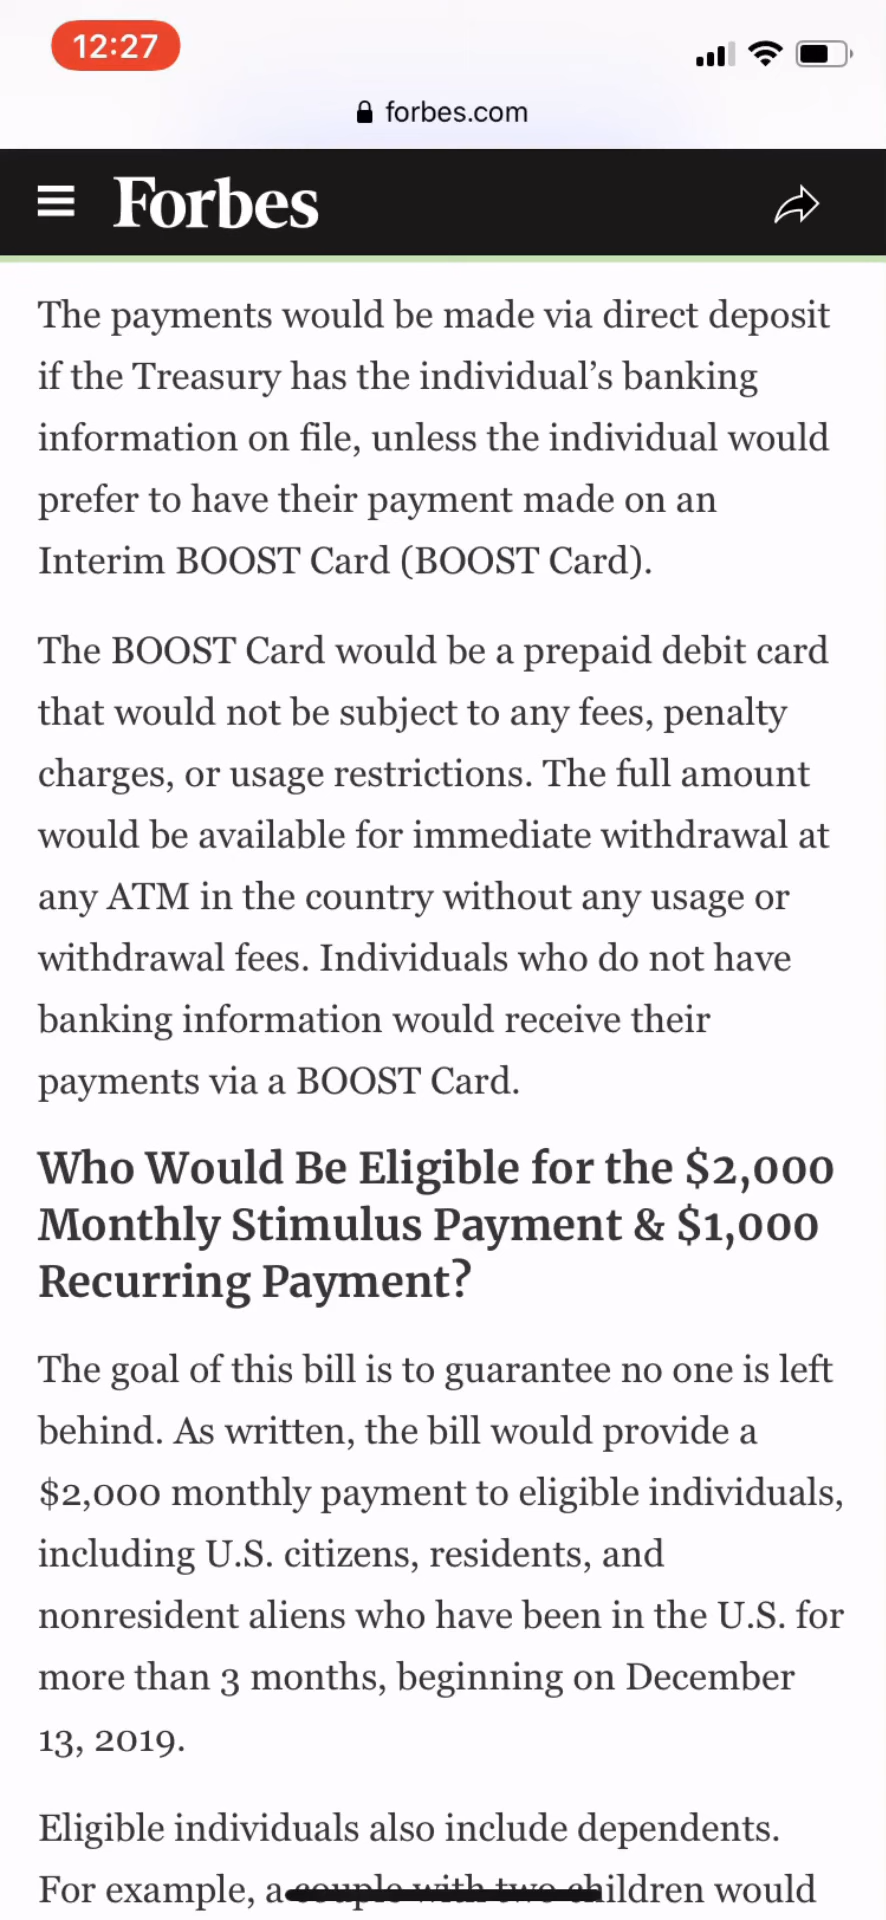 12:27
forbes.com
Forbes
The payments would be made via direct deposit
if the Treasury has the individual’s banking
information on file, unless the individual would
prefer to have their payment made on an
Interim BOOST Card (BOOST Card).
The BOOST Card would be a prepaid debit card
that would not be subject to any fees, penalty
charges, or usage restrictions. The full amount
would be available for immediate withdrawal at
any ATM in the country without any usage or
withdrawal fees. Individuals who do not have
banking information would receive their
payments via a BOOST Card.
Who Would Be Eligible for the $2,000
Monthly Stimulus Payment & $1,000
Recurring Payment?
The goal of this bill is to guarantee no one is left
behind. As written, the bill would provide a
$2,000 monthly payment to eligible individuals,
including U.S. citizens, residents, and
nonresident aliens who have been in the U.S. for
more than 3 months, beginning on December
13, 2019.
Eligible individuals also include dependents.
For example, a couple with two children would